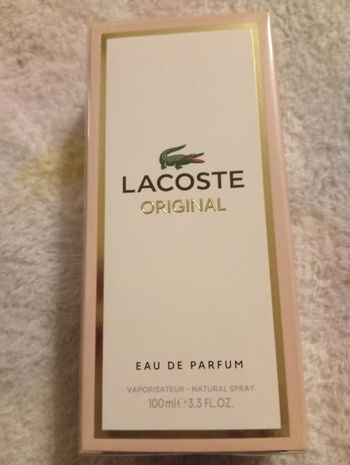 LACOSTE
ORIGINAL
EAU DE PARFUM
VAPORISATEUR - NATURAL SPRAY
100ml℮3.3 FL.OZ.